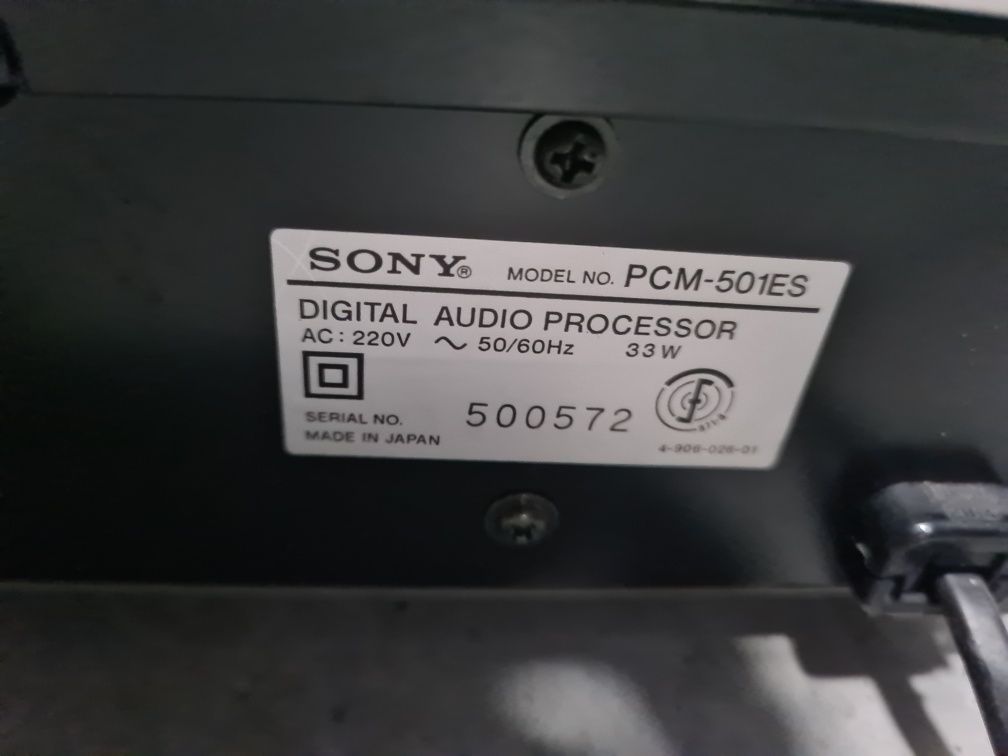 SONY® MODEL NO. PCM-501ES
DIGITAL AUDIO PROCESSOR
AC: 220V ~ 50/60Hz 33W
SERIAL NO. 500572
MADE IN JAPAN
4-906-026-01